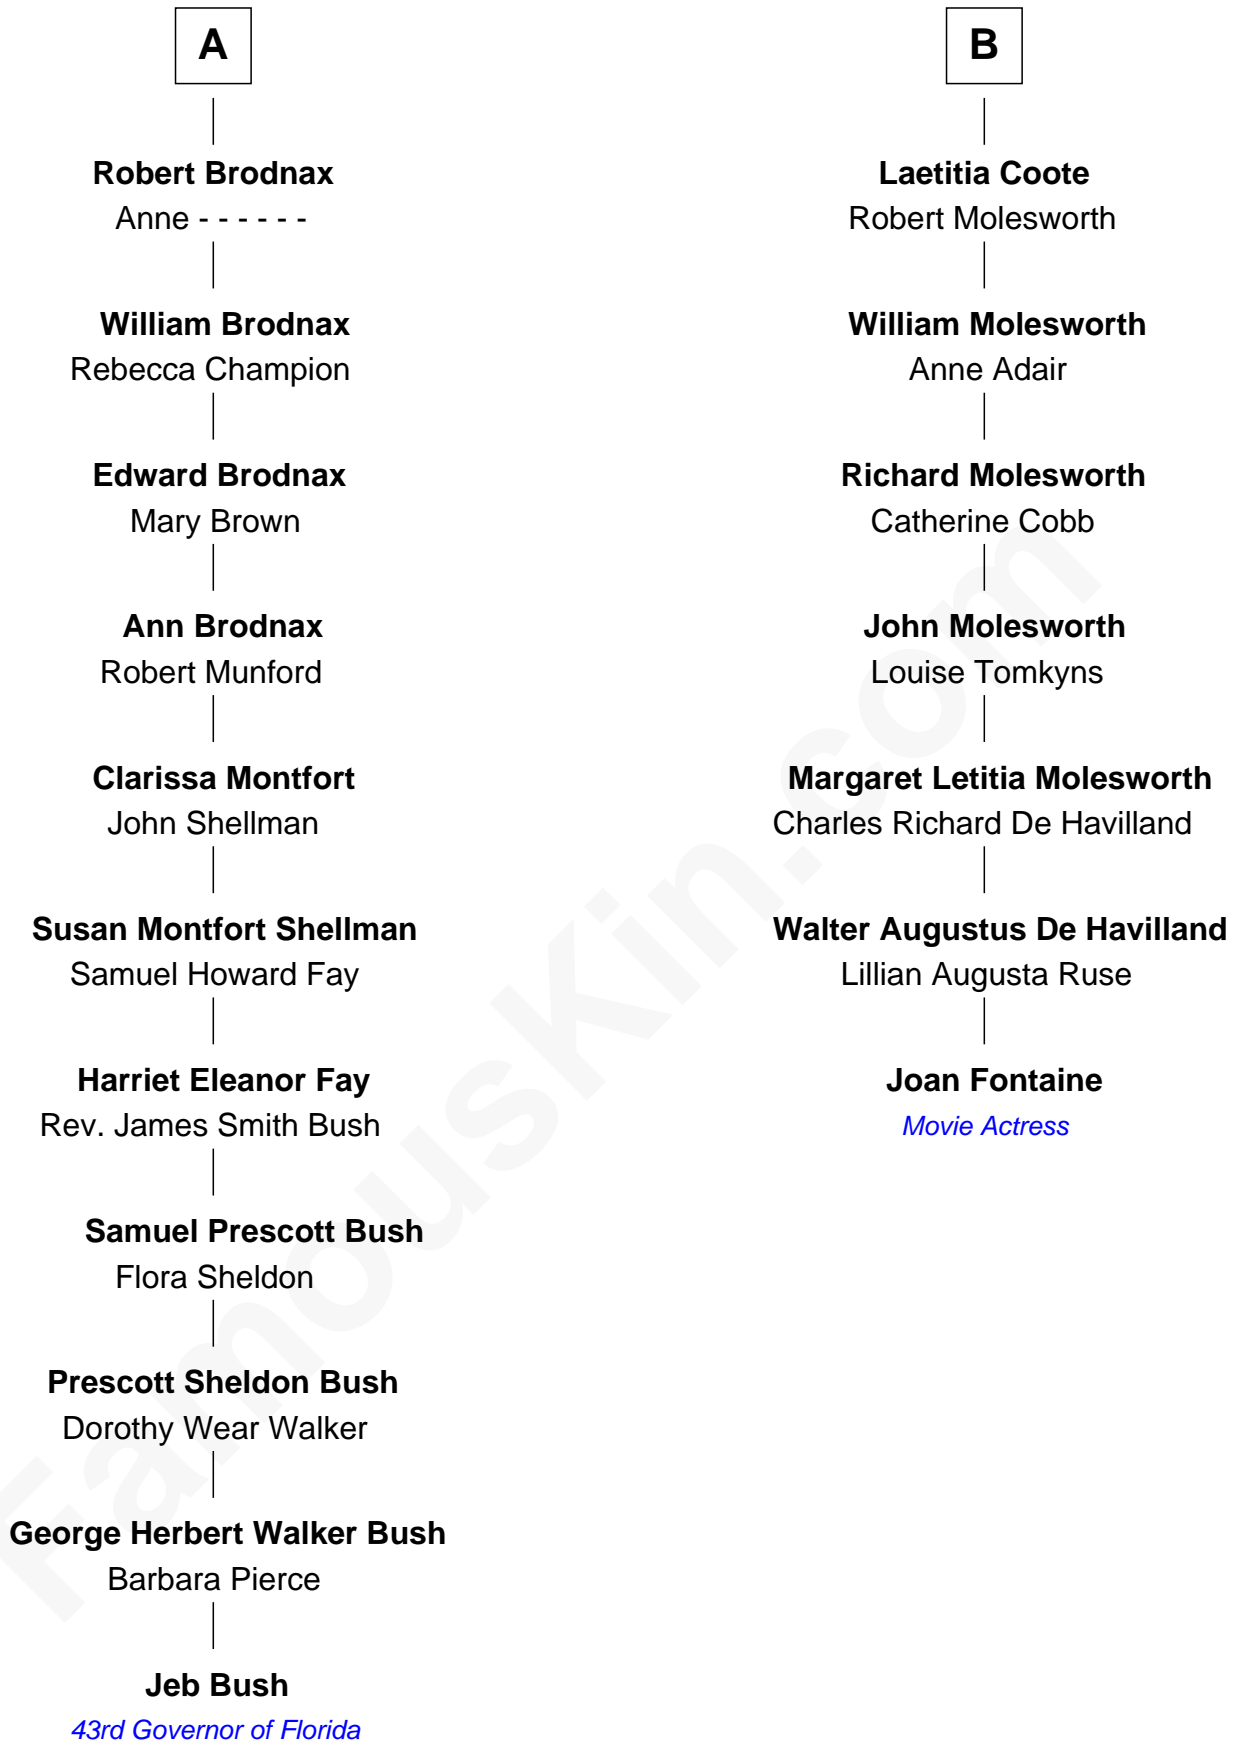 A
Robert Brodnax
Anne - - - - - -
William Brodnax
Rebecca Champion
Edward Brodnax
Mary Brown
Ann Brodnax
Robert Munford
Clarissa Montfort
John Shellman
Susan Montfort Shellman
Samuel Howard Fay
Harriet Eleanor Fay
Rev. James Smith Bush
Samuel Prescott Bush
Flora Sheldon
Prescott Sheldon Bush
Dorothy Wear Walker
George Herbert Walker Bush
Barbara Pierce
Jeb Bush
43rd Governor of Florida
B
Laetitia Coote
Robert Molesworth
William Molesworth
Anne Adair
Richard Molesworth
Catherine Cobb
John Molesworth
Louise Tomkyns
Margaret Letitia Molesworth
Charles Richard De Havilland
Walter Augustus De Havilland
Lillian Augusta Ruse
Joan Fontaine
Movie Actress
FamousKin.com